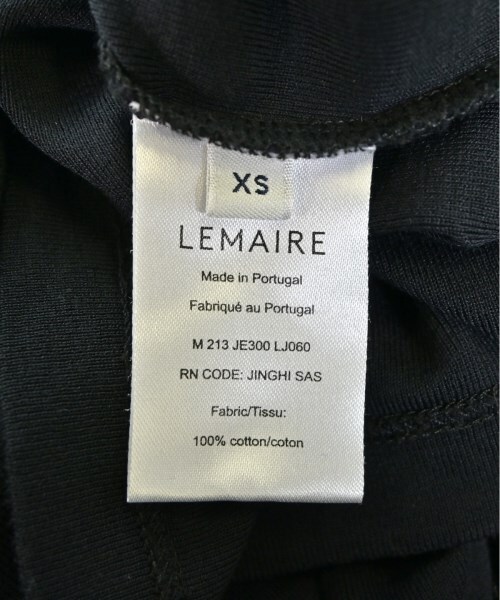 XS
LEMAIRE
Made in Portugal
Fabriqué au Portugal
M 213 JE300 LJ060
RN CODE: JINGHI SAS
Fabric/Tissu:
100% cotton/coton